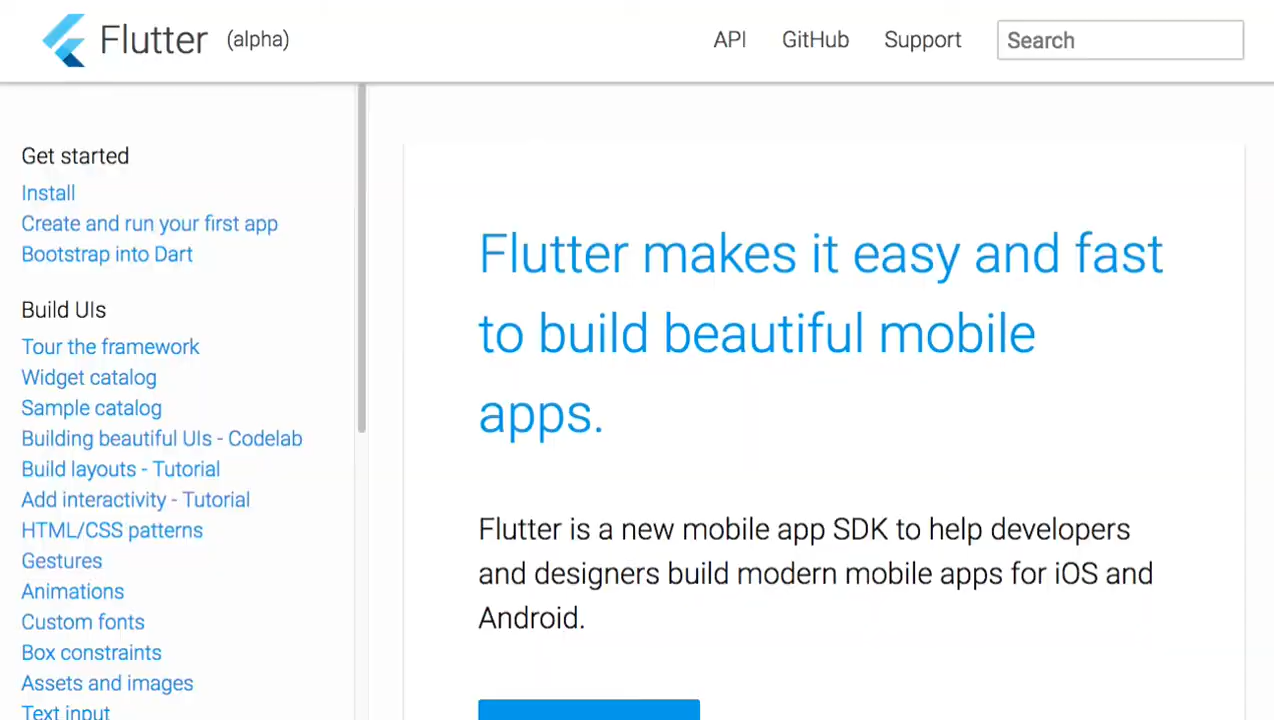 Flutter (alpha)
API GitHub Support Search
Get started
Install
Create and run your first app
Bootstrap into Dart
Build UIs
Tour the framework
Widget catalog
Sample catalog
Building beautiful UIs - Codelab
Build layouts - Tutorial
Add interactivity - Tutorial
HTML/CSS patterns
Gestures
Animations
Custom fonts
Box constraints
Assets and images
Text input
Flutter makes it easy and fast
to build beautiful mobile
apps.
Flutter is a new mobile app SDK to help developers
and designers build modern mobile apps for iOS and
Android.